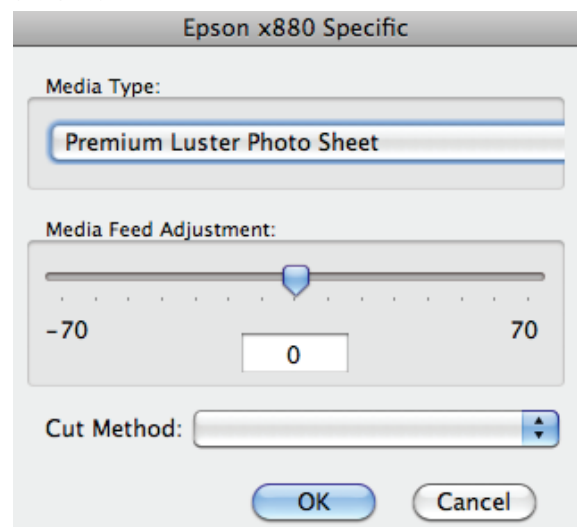 Epson x880 Specific
Media Type:
Premium Luster Photo Sheet
Media Feed Adjustment:
-70 70
0
Cut Method:
OK Cancel